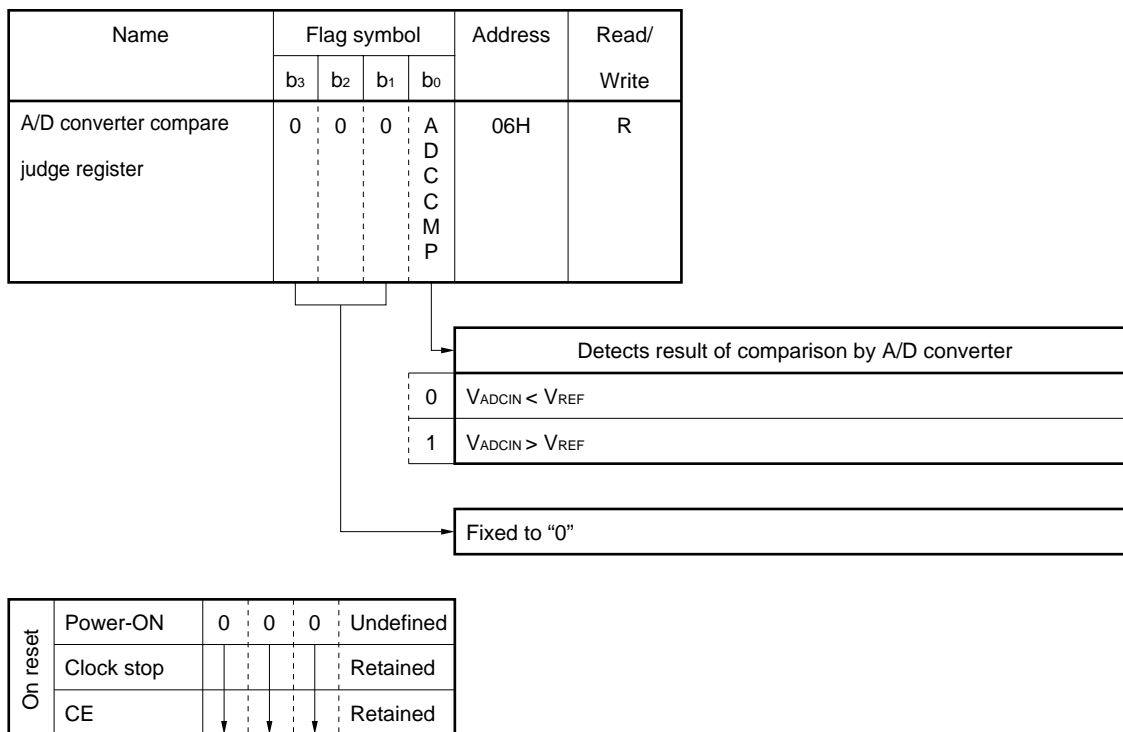 Name Flag symbol Address Read/
b3 b2 b1 b0 Write
A/D converter compare 0 0 0 A 06H R
D
judge register C
C
M
P
Detects result of comparison by A/D converter
0 VADCIN < VREF
1 VADCIN > VREF
Fixed to “0”
On reset
Power-ON 0 0 0 Undefined
Clock stop Retained
CE Retained